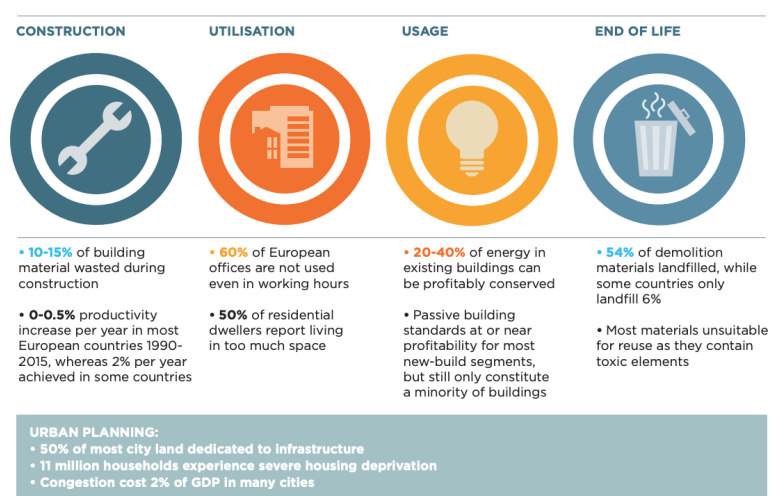 CONSTRUCTION
• 10-15% of building
material wasted during
construction
• 0-0.5% productivity
increase per year in most
European countries 1990-
2015, whereas 2% per year
achieved in some countries
UTILISATION
• 60% of European
offices are not used
even in working hours
• 50% of residential
dwellers report living
in too much space
USAGE
• 20-40% of energy in
existing buildings can
be profitably conserved
• Passive building
standards at or near
profitability for most
new-build segments,
but still only constitute
a minority of buildings
END OF LIFE
• 54% of demolition
materials landfilled, while
some countries only
landfill 6%
• Most materials unsuitable
for reuse as they contain
toxic elements
URBAN PLANNING:
• 50% of most city land dedicated to infrastructure
• 11 million households experience severe housing deprivation
• Congestion cost 2% of GDP in many cities